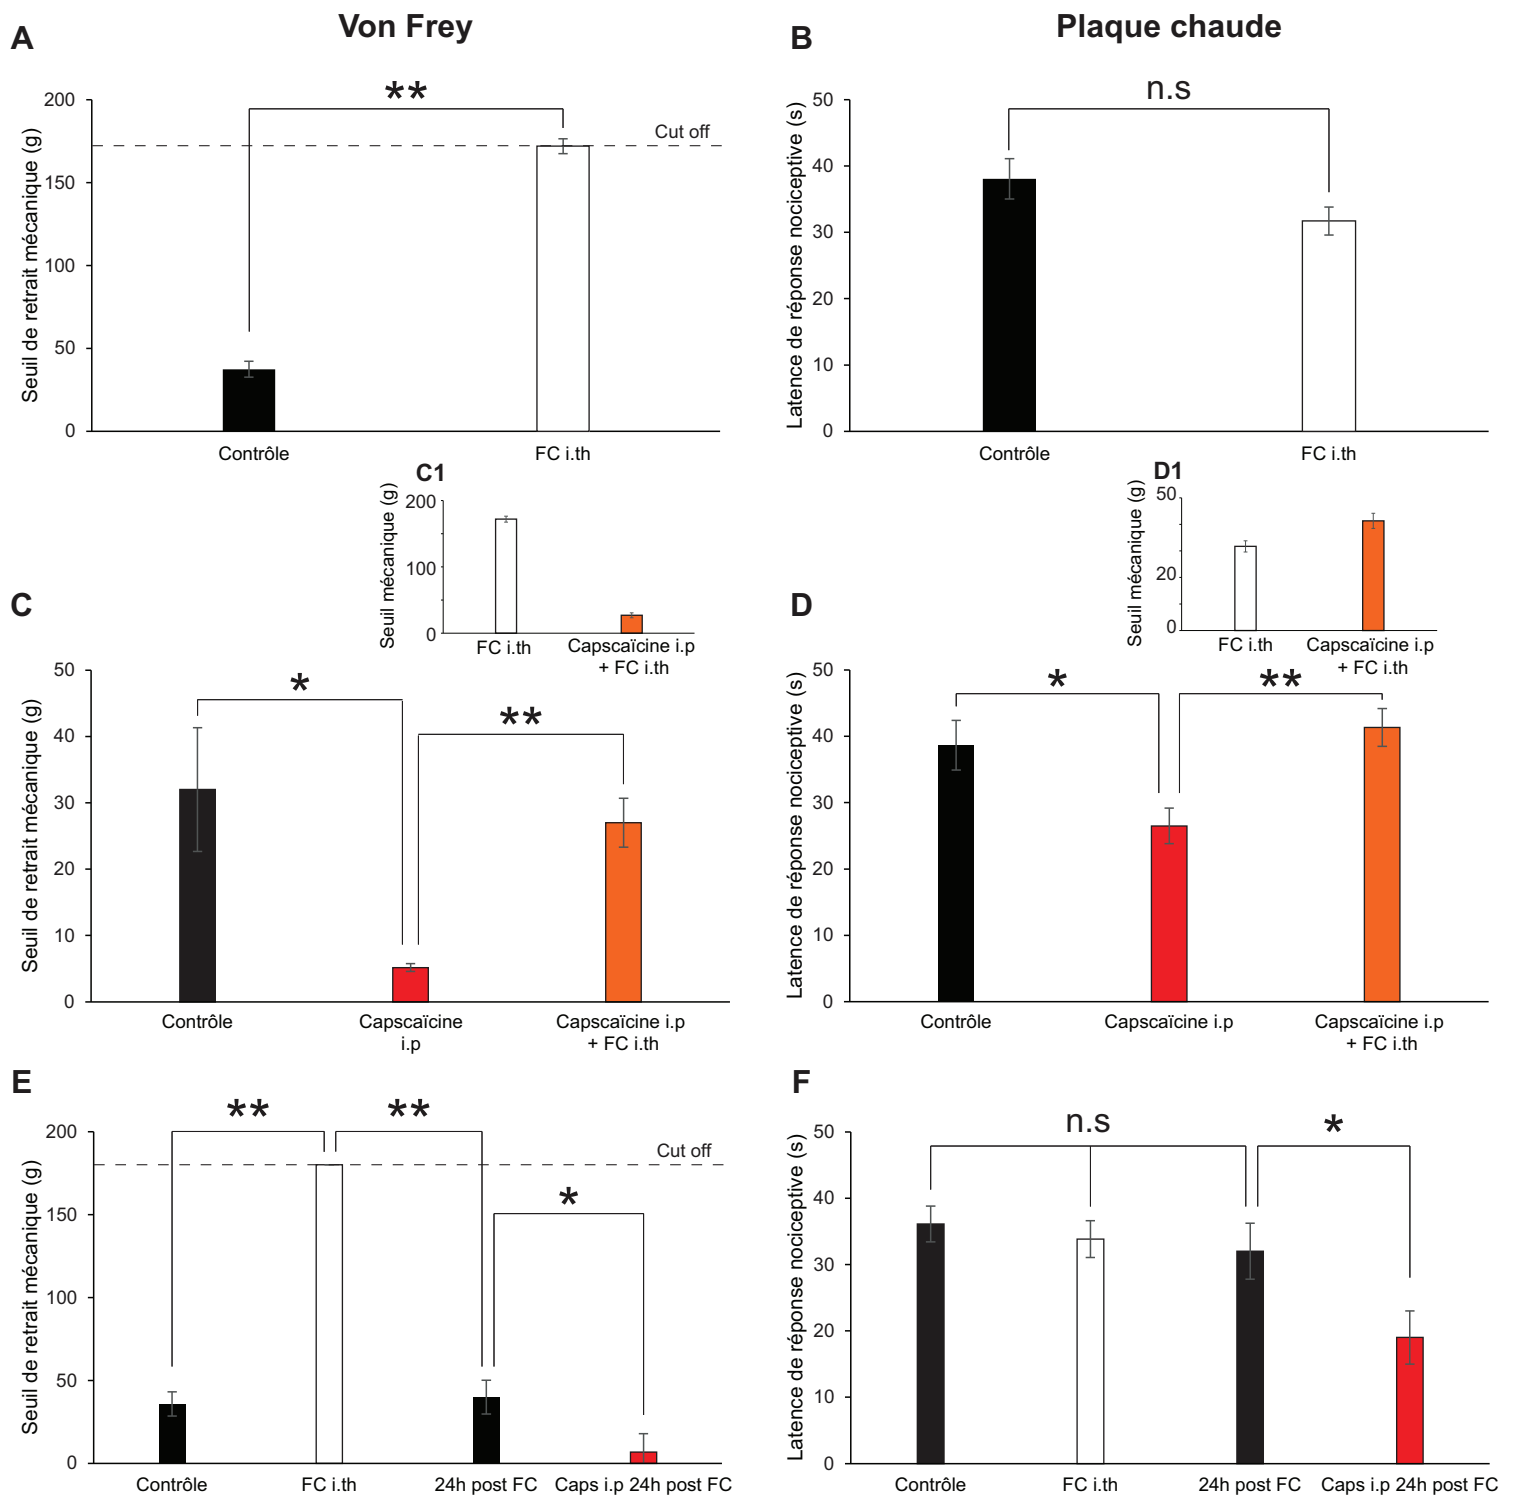 Von Frey
Plaque chaude
A
**
Cut off
Seuil de retrait mécanique (g)
200
150
100
50
0
Contrôle
FC i.th
B
n.s
Latence de réponse nociceptive (s)
50
40
30
20
10
0
Contrôle
FC i.th
C1
Seuil mécanique (g)
200
100
0
FC i.th
Capscaïcine i.p
+ FC i.th
D1
Seuil mécanique (g)
50
20
0
FC i.th
Capscaïcine i.p
+ FC i.th
C
*
**
Seuil de retrait mécanique (g)
50
40
30
20
10
0
Contrôle
Capscaïcine
i.p
Capscaïcine i.p
+ FC i.th
D
*
**
Latence de réponse nociceptive (s)
50
40
30
20
10
0
Contrôle
Capscaïcine i.p
Capscaïcine i.p
+ FC i.th
E
**
**
*
Cut off
Seuil de retrait mécanique (g)
200
150
100
50
0
Contrôle
FC i.th
24h post FC
Caps i.p 24h post FC
F
n.s
*
Latence de réponse nociceptive (s)
50
40
30
20
10
0
Contrôle
FC i.th
24h post FC
Caps i.p 24h post FC